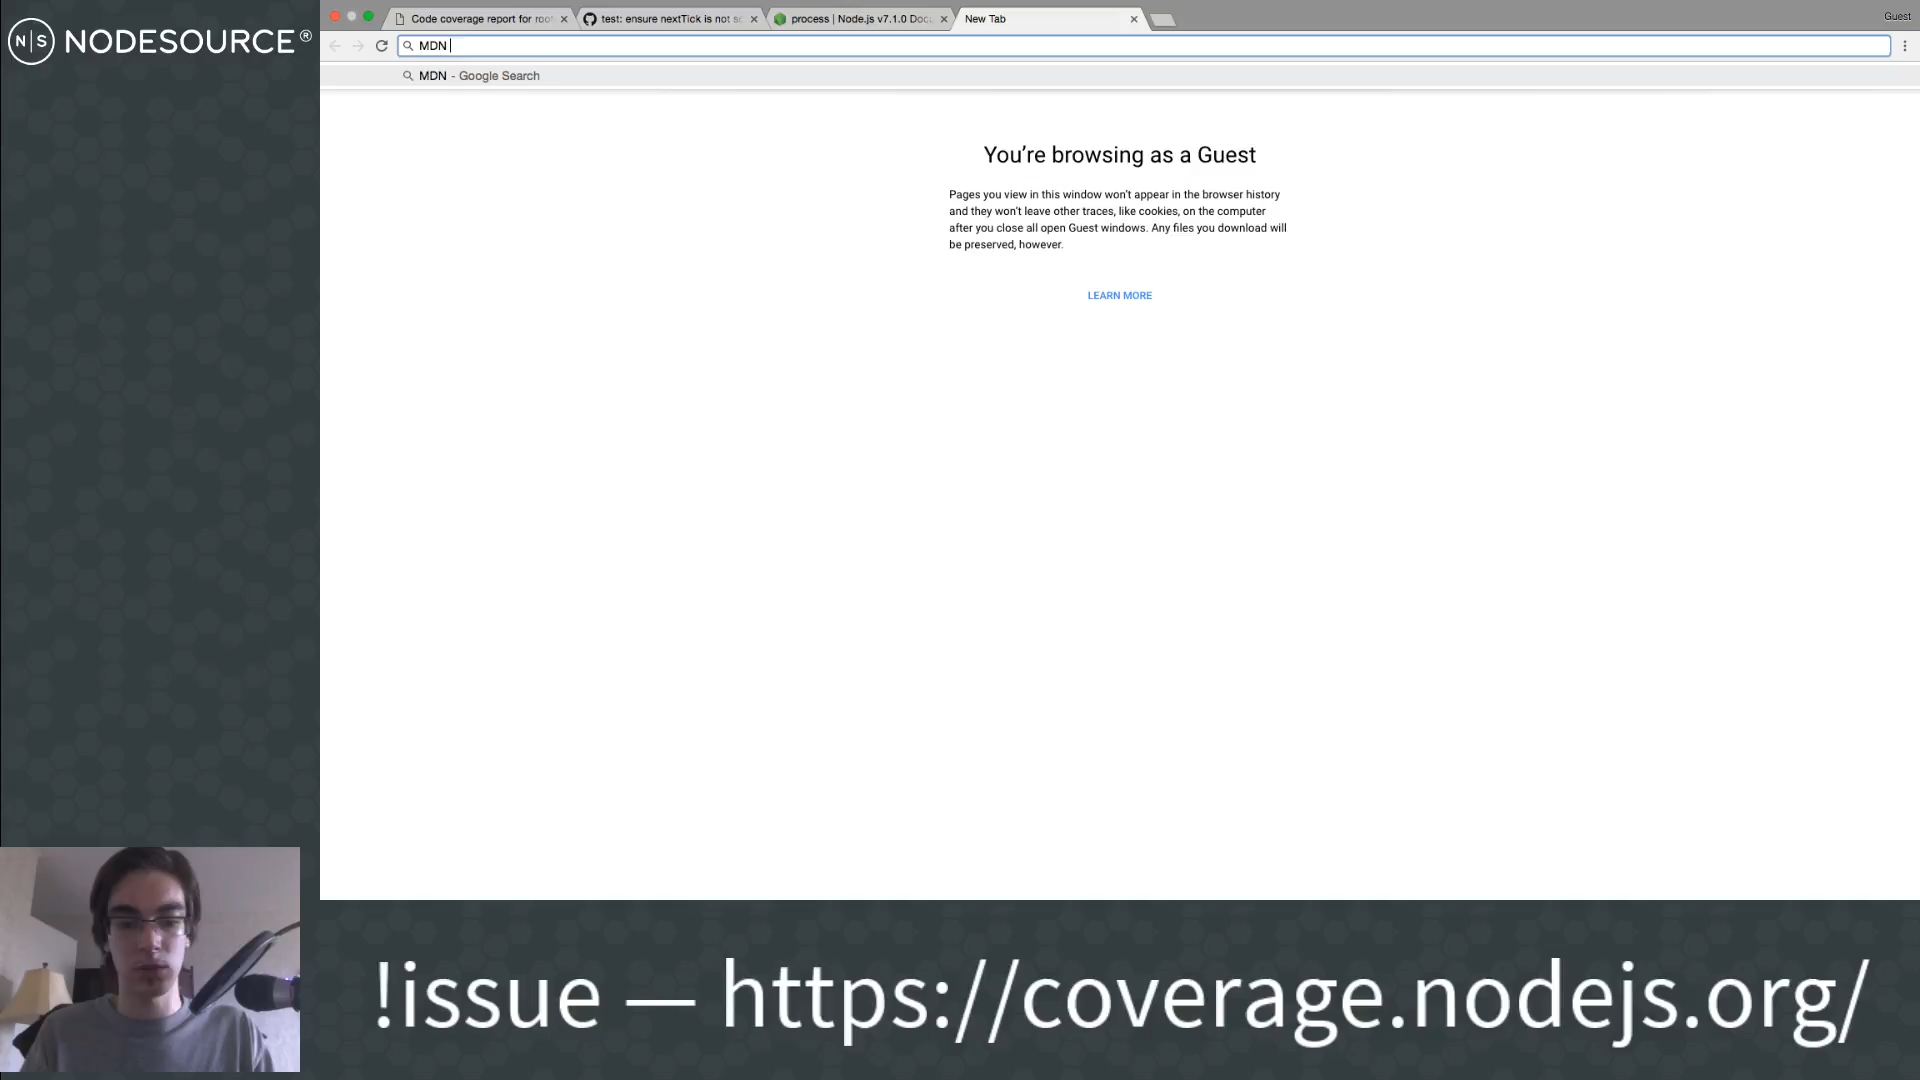 N|S NODESOURCE®
Code coverage report for root
test: ensure nextTick is not sc
process | Node.js v7.1.0 Docu
New Tab
Guest
MDN
MDN - Google Search
You're browsing as a Guest
Pages you view in this window won't appear in the browser history
and they won't leave other traces, like cookies, on the computer
after you close all open Guest windows. Any files you download will
be preserved, however.
LEARN MORE
!issue — https://coverage.nodejs.org/